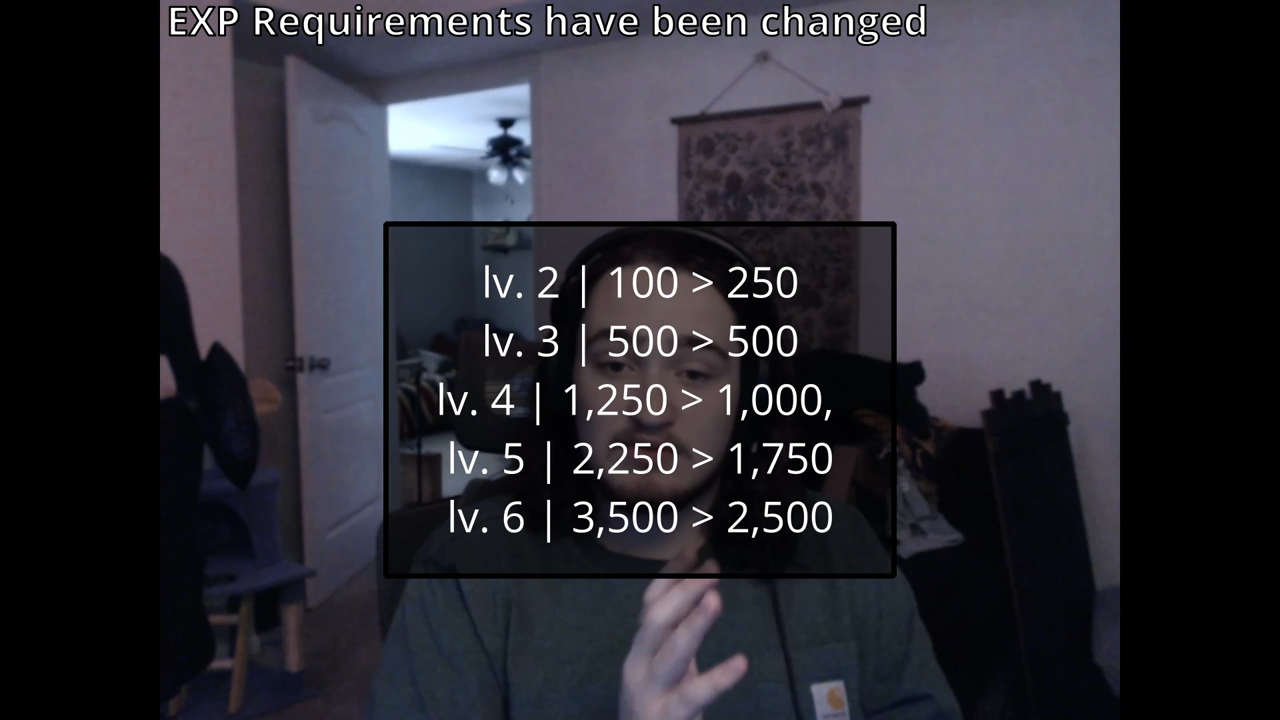 EXP Requirements have been changed
lv. 2 | 100 > 250
lv. 3 | 500 > 500
lv. 4 | 1,250 > 1,000,
lv. 5 | 2,250 > 1,750
lv. 6 | 3,500 > 2,500